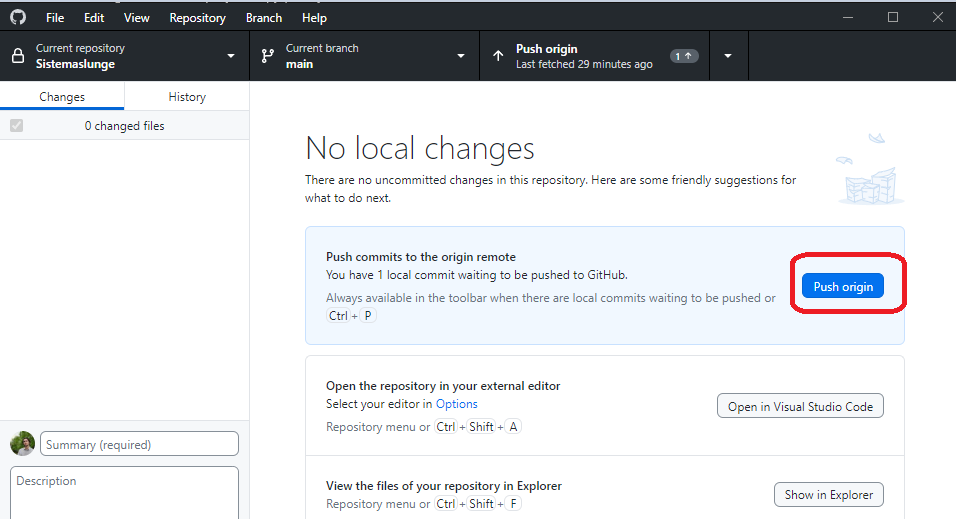 File Edit View Repository Branch Help
Current repository
Sistemaslunge
Current branch
main
Push origin
Last fetched 29 minutes ago
1
Changes History
0 changed files
No local changes
There are no uncommitted changes in this repository. Here are some friendly suggestions for
what to do next.
Push commits to the origin remote
You have 1 local commit waiting to be pushed to GitHub.
Always available in the toolbar when there are local commits waiting to be pushed or
Ctrl + P
Push origin
Open the repository in your external editor
Select your editor in Options
Repository menu or Ctrl + Shift + A
Open in Visual Studio Code
View the files of your repository in Explorer
Repository menu or Ctrl + Shift + F
Show in Explorer
Summary (required)
Description